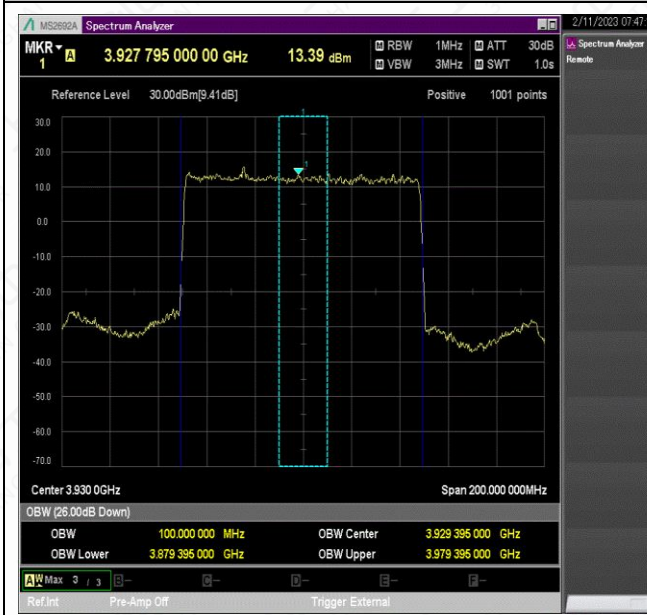 MS2692A Spectrum Analyzer
2/11/2023 07:47:
MKR 1 A 3.927 795 000 00 GHz 13.39 dBm
M RBW 1MHz M ATT 30dB
M VBW 3MHz M SWT 1.0s
Spectrum Analyzer
Remote
Reference Level 30.00dBm[9.41dB] Positive 1001 points
1
30.0
20.0
1
10.0
0.0
-10.0
-20.0
-30.0
-40.0
-50.0
-60.0
-70.0
Center 3.930 0GHz Span 200.000 000MHz
OBW (26.00dB Down)
OBW 100.000 000 MHz OBW Center 3.929 395 000 GHz
OBW Lower 3.879 395 000 GHz OBW Upper 3.979 395 000 GHz
A W Max 3 / 3 B- C- D- E- F-
Ref.Int Pre-Amp Off Trigger External